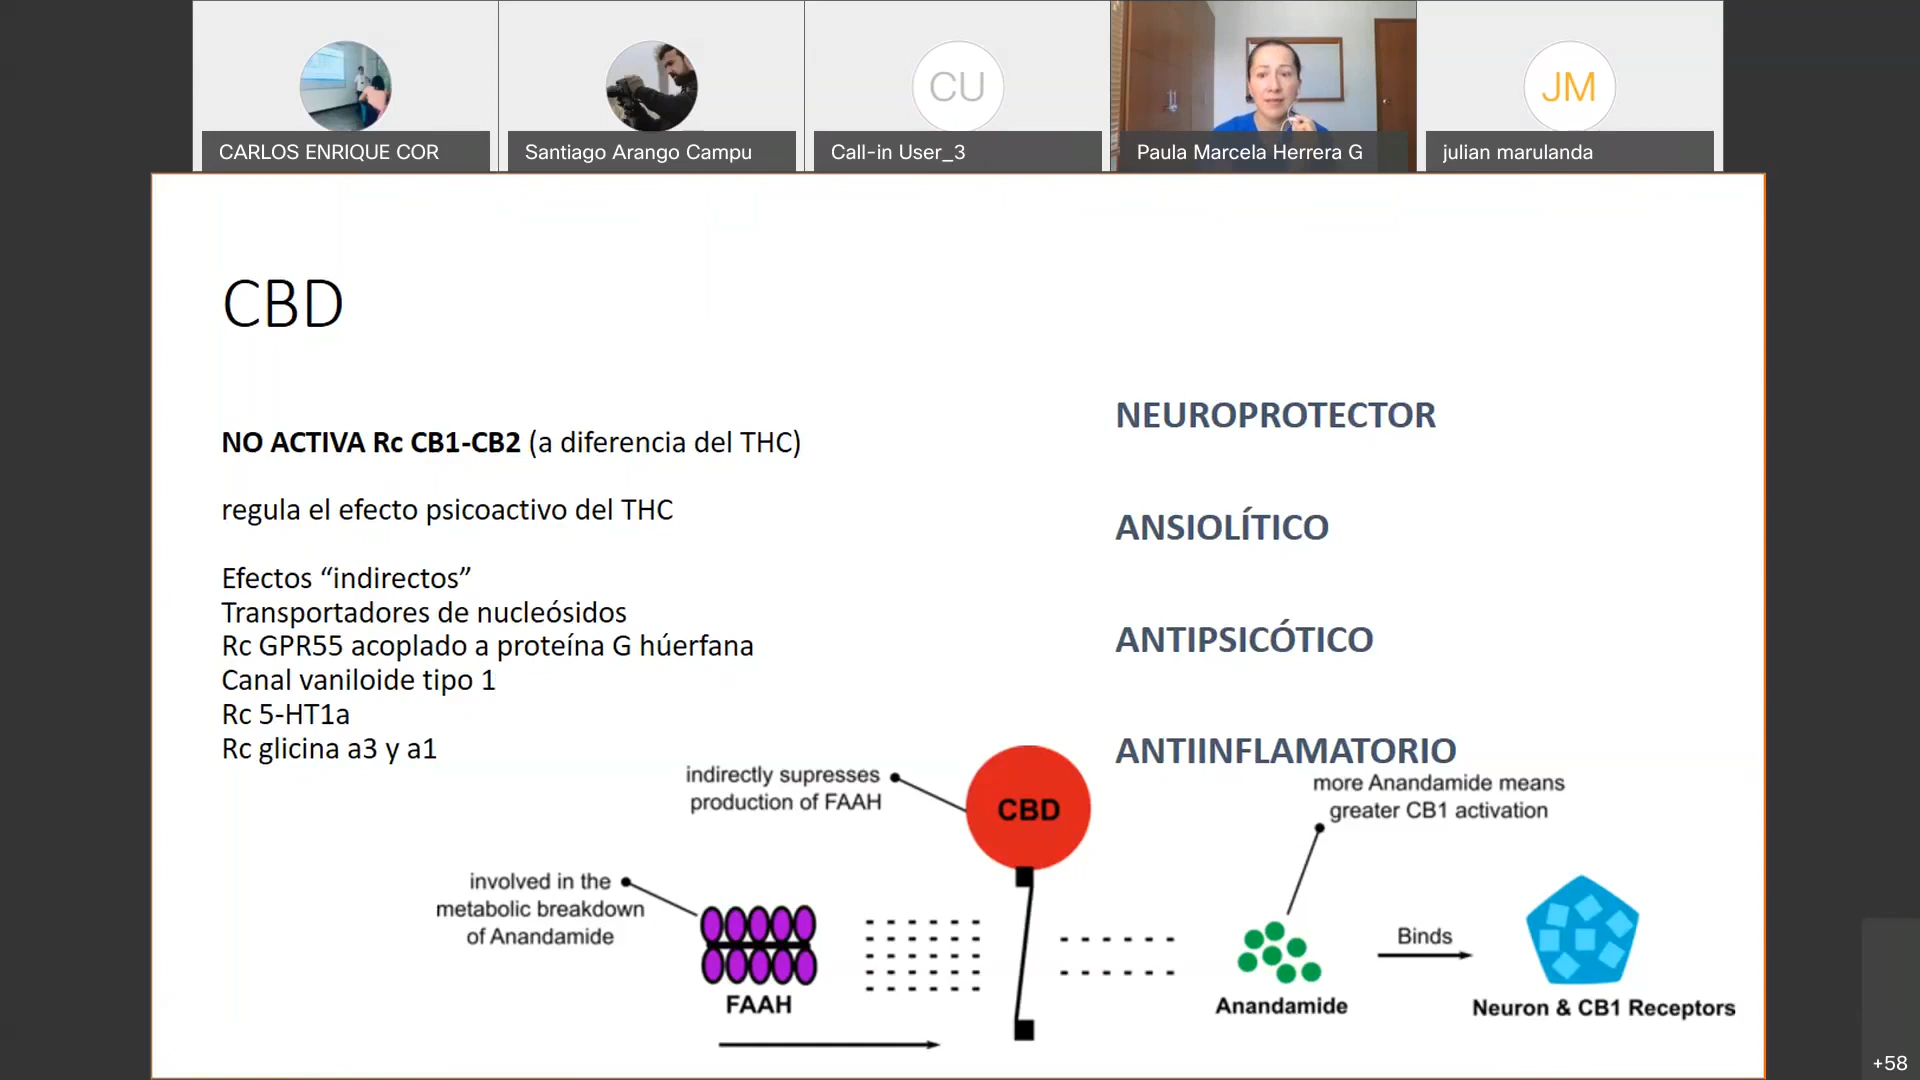 CARLOS ENRIQUE COR
Santiago Arango Campu
CU
Call-in User_3
Paula Marcela Herrera G
JM
julian marulanda
CBD
NO ACTIVA Rc CB1-CB2 (a diferencia del THC)
regula el efecto psicoactivo del THC
Efectos “indirectos”
Transportadores de nucleósidos
Rc GPR55 acoplado a proteína G húerfana
Canal vaniloide tipo 1
Rc 5-HT1a
Rc glicina a3 y a1
NEUROPROTECTOR
ANSIOLÍTICO
ANTIPSICÓTICO
ANTIINFLAMATORIO
indirectly supresses
production of FAAH
CBD
more Anandamide means
greater CB1 activation
involved in the
metabolic breakdown
of Anandamide
FAAH
Anandamide
Binds
Neuron & CB1 Receptors
+58